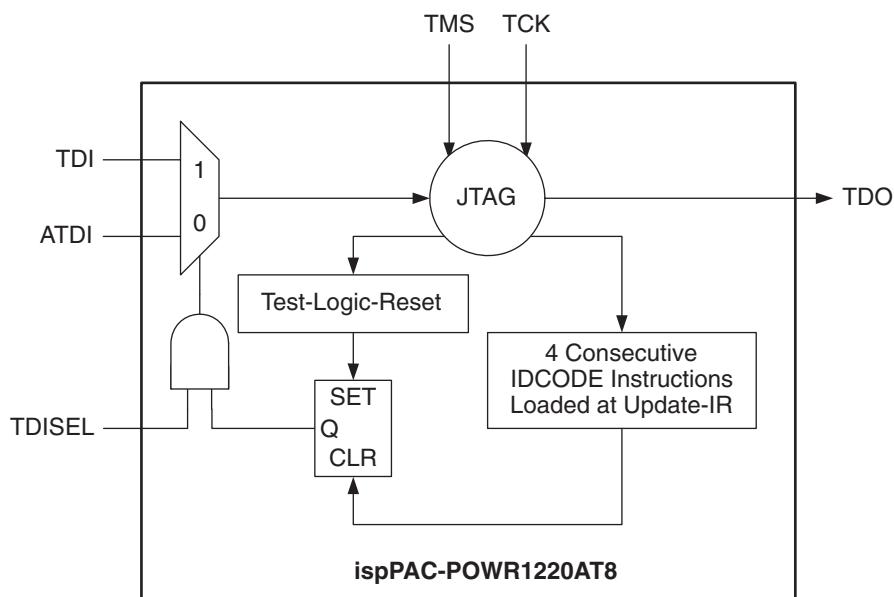 TMS TCK
TDI
1
JTAG
TDO
0
ATDI
Test-Logic-Reset
4 Consecutive
IDCODE Instructions
Loaded at Update-IR
SET
TDISEL
Q
CLR
ispPAC-POWR1220AT8